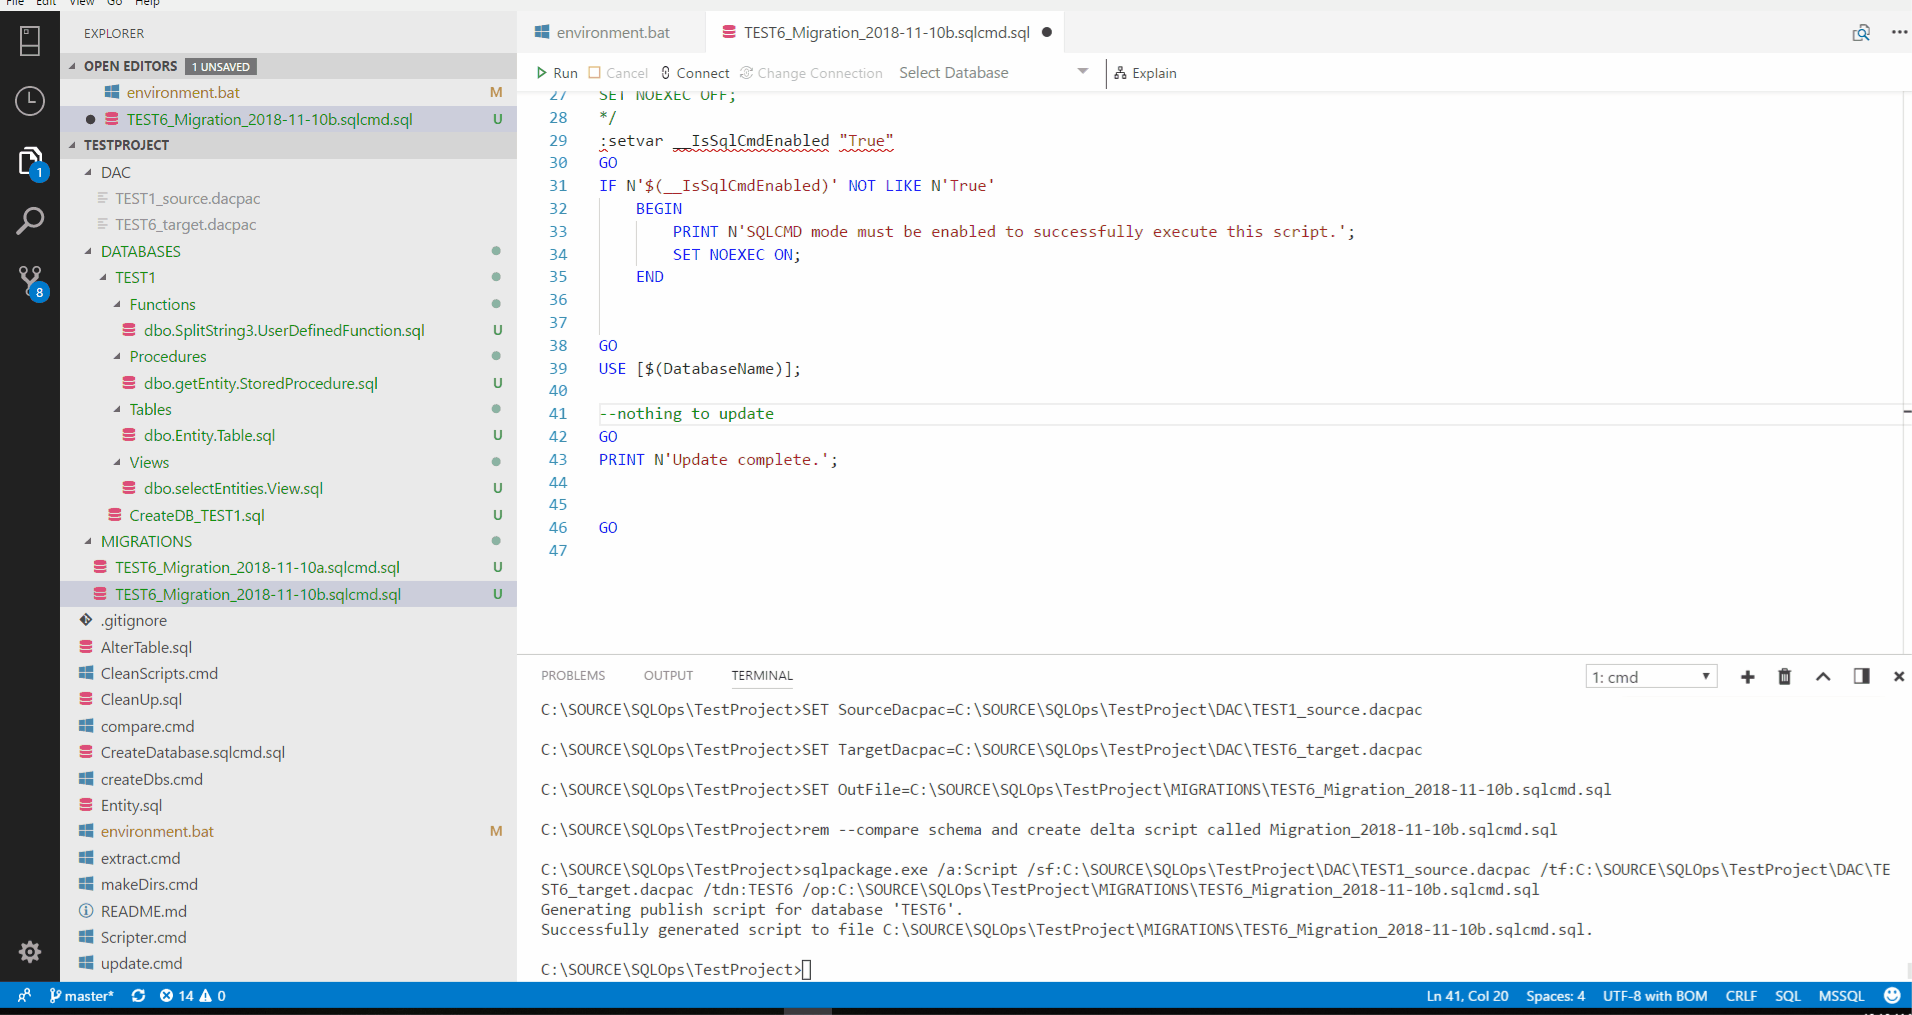 File Edit View Go Help
EXPLORER
OPEN EDITORS 1 UNSAVED
environment.bat M
TEST6_Migration_2018-11-10b.sqlcmd.sql U
TESTPROJECT
DAC
TEST1_source.dacpac
TEST6_target.dacpac
DATABASES
TEST1
Functions
dbo.SplitString3.UserDefinedFunction.sql U
Procedures
dbo.getEntity.StoredProcedure.sql U
Tables
dbo.Entity.Table.sql U
Views
dbo.selectEntities.View.sql U
CreateDB_TEST1.sql U
MIGRATIONS
TEST6_Migration_2018-11-10a.sqlcmd.sql U
TEST6_Migration_2018-11-10b.sqlcmd.sql U
.gitignore
AlterTable.sql
CleanScripts.cmd
CleanUp.sql
compare.cmd
CreateDatabase.sqlcmd.sql
createDbs.cmd
Entity.sql
environment.bat M
extract.cmd
makeDirs.cmd
README.md
Scripter.cmd
update.cmd
1
8
environment.bat TEST6_Migration_2018-11-10b.sqlcmd.sql
Run Cancel Connect Change Connection Select Database Explain
27 SET NOEXEC OFF;
28 */
29 :setvar __IsSqlCmdEnabled "True"
30 GO
31 IF N'$(__IsSqlCmdEnabled)' NOT LIKE N'True'
32 BEGIN
33 PRINT N'SQLCMD mode must be enabled to successfully execute this script.';
34 SET NOEXEC ON;
35 END
36
37
38 GO
39 USE [$(DatabaseName)];
40
41 --nothing to update
42 GO
43 PRINT N'Update complete.';
44
45
46 GO
47
PROBLEMS OUTPUT TERMINAL 1: cmd
C:\SOURCE\SQLOps\TestProject>SET SourceDacpac=C:\SOURCE\SQLOps\TestProject\DAC\TEST1_source.dacpac
C:\SOURCE\SQLOps\TestProject>SET TargetDacpac=C:\SOURCE\SQLOps\TestProject\DAC\TEST6_target.dacpac
C:\SOURCE\SQLOps\TestProject>SET OutFile=C:\SOURCE\SQLOps\TestProject\MIGRATIONS\TEST6_Migration_2018-11-10b.sqlcmd.sql
C:\SOURCE\SQLOps\TestProject>rem --compare schema and create delta script called Migration_2018-11-10b.sqlcmd.sql
C:\SOURCE\SQLOps\TestProject>sqlpackage.exe /a:Script /sf:C:\SOURCE\SQLOps\TestProject\DAC\TEST1_source.dacpac /tf:C:\SOURCE\SQLOps\TestProject\DAC\TE
ST6_target.dacpac /tdn:TEST6 /op:C:\SOURCE\SQLOps\TestProject\MIGRATIONS\TEST6_Migration_2018-11-10b.sqlcmd.sql
Generating publish script for database 'TEST6'.
Successfully generated script to file C:\SOURCE\SQLOps\TestProject\MIGRATIONS\TEST6_Migration_2018-11-10b.sqlcmd.sql.
C:\SOURCE\SQLOps\TestProject>
master* 14 0 Ln 41, Col 20 Spaces: 4 UTF-8 with BOM CRLF SQL MSSQL